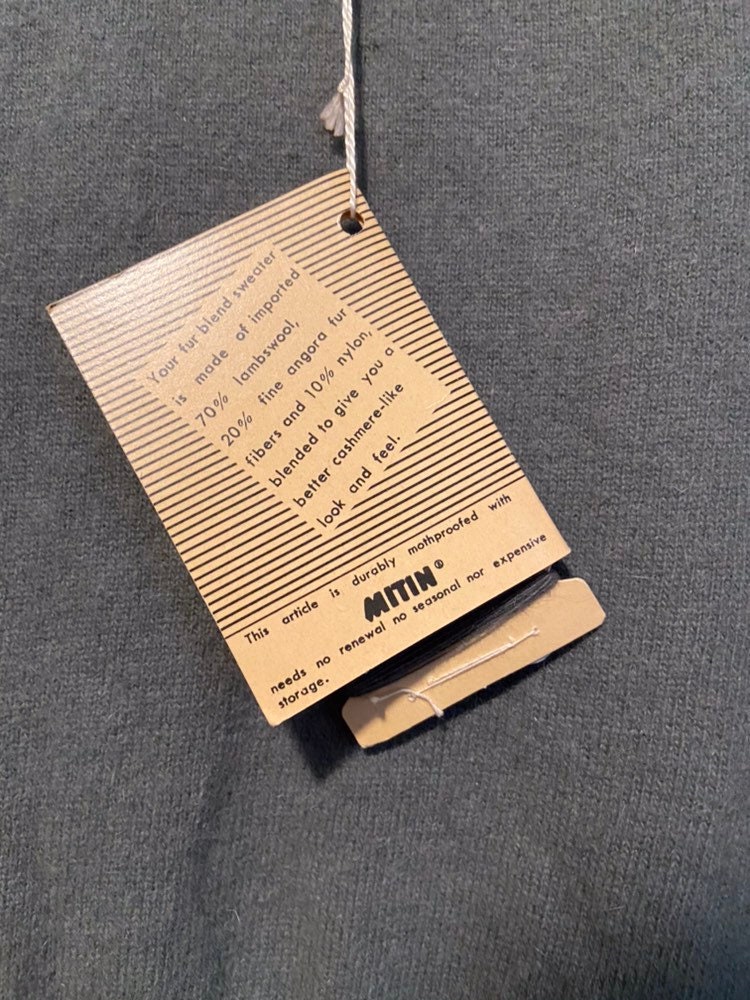 Your fur blend sweater
is made of imported
70% lambswool,
20% fine angora fur
fibers and 10% nylon,
blended to give you a
better cashmere-like
look and feel.
This article is durably mothproofed with
MITIN®
needs no renewal no seasonal nor expensive
storage.